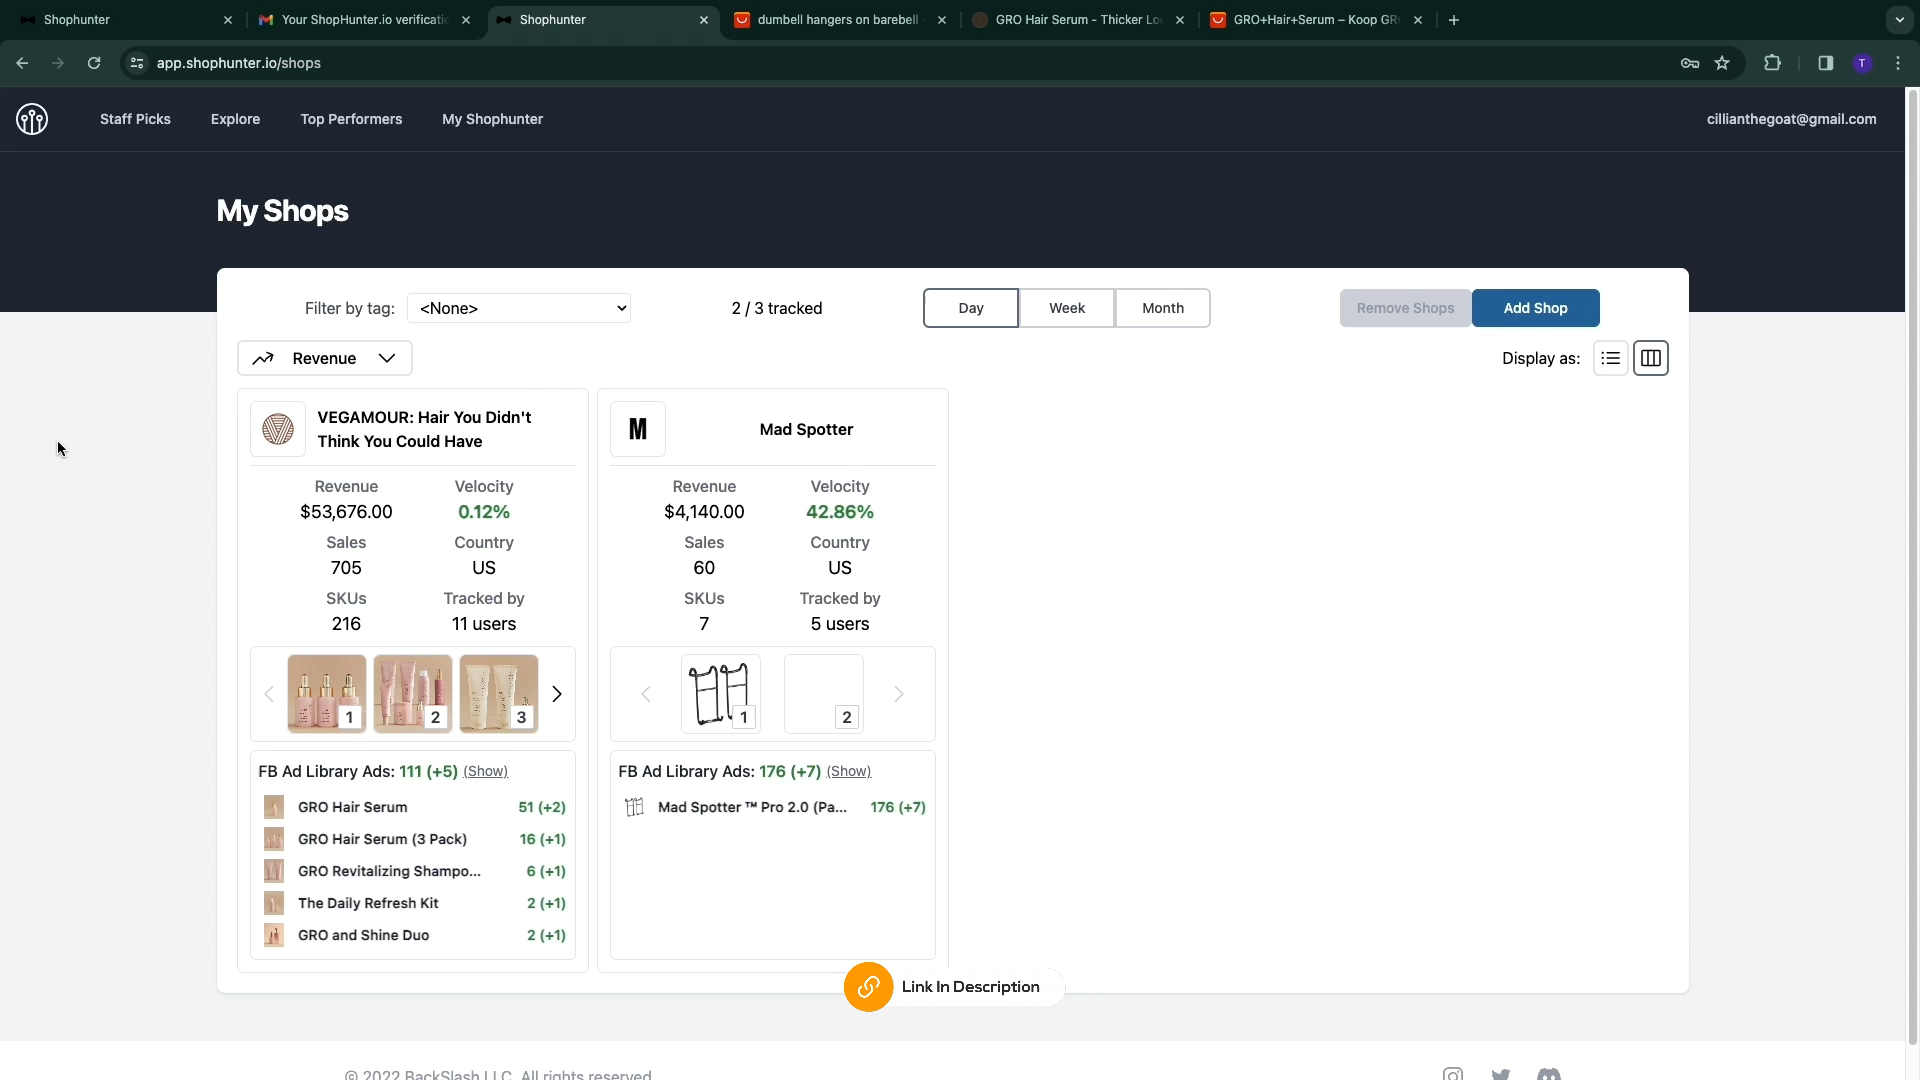 Shophunter
Your ShopHunter.io verificati
Shophunter
dumbell hangers on barebell
GRO Hair Serum - Thicker Lo
GRO+Hair+Serum – Koop GR
app.shophunter.io/shops
T
Staff Picks
Explore
Top Performers
My Shophunter
cillianthegoat@gmail.com
My Shops
Filter by tag:
<None>
2 / 3 tracked
Day
Week
Month
Remove Shops
Add Shop
Revenue
Display as:
VEGAMOUR: Hair You Didn't
Think You Could Have
Revenue
Velocity
$53,676.00
0.12%
Sales
Country
705
US
SKUs
Tracked by
216
11 users
1
2
3
FB Ad Library Ads: 111 (+5) (Show)
GRO Hair Serum 51 (+2)
GRO Hair Serum (3 Pack) 16 (+1)
GRO Revitalizing Shampo... 6 (+1)
The Daily Refresh Kit 2 (+1)
GRO and Shine Duo 2 (+1)
M
Mad Spotter
Revenue
Velocity
$4,140.00
42.86%
Sales
Country
60
US
SKUs
Tracked by
7
5 users
1
2
FB Ad Library Ads: 176 (+7) (Show)
Mad Spotter ™ Pro 2.0 (Pa... 176 (+7)
Link In Description
© 2022 BackSlash LLC. All rights reserved